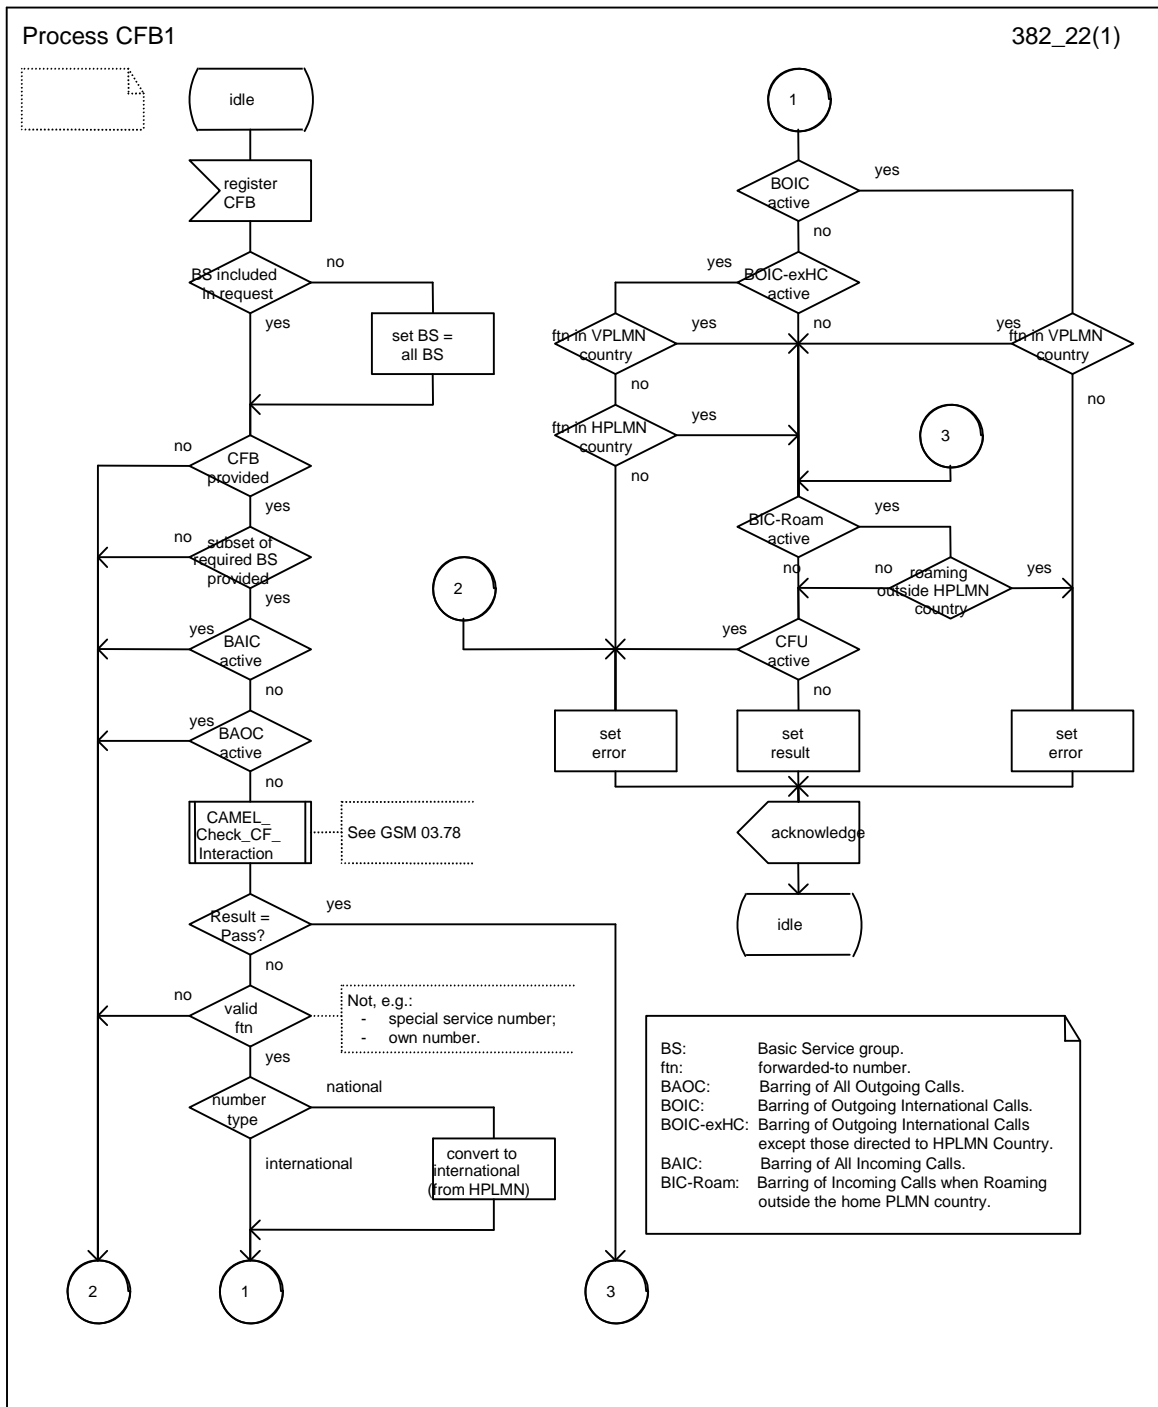 Process CFB1
382_22(1)
idle
register
CFB
BS included
in request
no
yes
set BS =
all BS
no
CFB
provided
yes
no
subset of
required BS
provided
yes
yes
BAIC
active
no
yes
BAOC
active
no
CAMEL_
Check_CF_
Interaction
See GSM 03.78
Result =
Pass?
yes
no
no
valid
ftn
Not, e.g.:
- special service number;
- own number.
yes
number
type
national
international
convert to
international
(from HPLMN)
2
1
3
1
BOIC
active
yes
no
yes
BOIC-exHC
active
no
ftn in VPLMN
country
yes
no
yes
ftn in VPLMN
country
no
ftn in HPLMN
country
yes
no
3
BIC-Roam
active
yes
no
no
roaming
outside HPLMN
country
yes
2
yes
CFU
active
no
set
error
set
result
set
error
acknowledge
idle
BS: Basic Service group.
ftn: forwarded-to number.
BAOC: Barring of All Outgoing Calls.
BOIC: Barring of Outgoing International Calls.
BOIC-exHC: Barring of Outgoing International Calls
except those directed to HPLMN Country.
BAIC: Barring of All Incoming Calls.
BIC-Roam: Barring of Incoming Calls when Roaming
outside the home PLMN country.